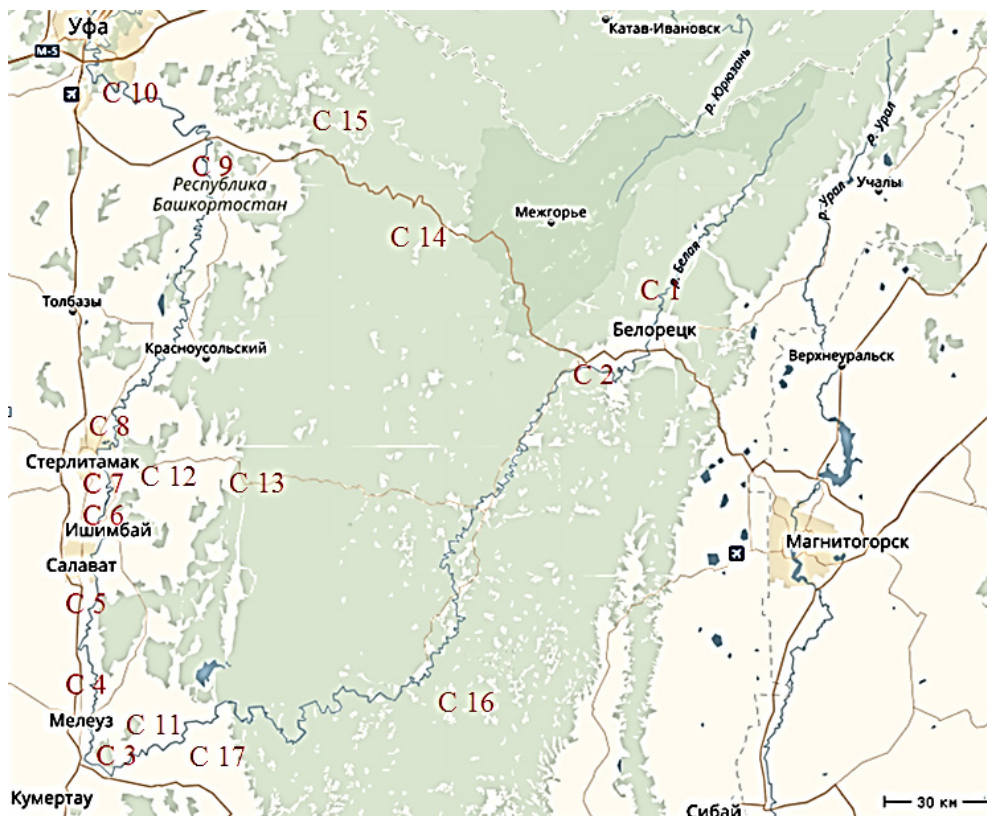 Уфа
Катав-Ивановск
М-5
р. Юрюзань
С 10
С 15
р. Урал
С 9
Республика
Башкортостан
Учалы
р. Урал
Межгорье
С 14
р. Белая
С 1
Толбазы
Белорецк
Красноусольский
Верхнеуральск
С 2
С 8
Стерлитамак
С 12
С 7
С 13
С 6
Ишимбай
Магнитогорск
Салават
С 5
С 4
С 16
Мелеуз
С 11
С 3
С 17
Кумертау
Сибай
30 км